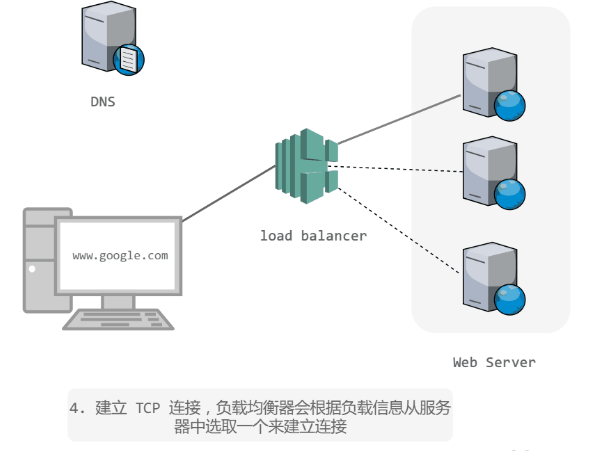 DNS
load balancer
www.google.com
Web Server
4. 建立 TCP 连接，负载均衡器会根据负载信息从服务
器中选取一个来建立连接